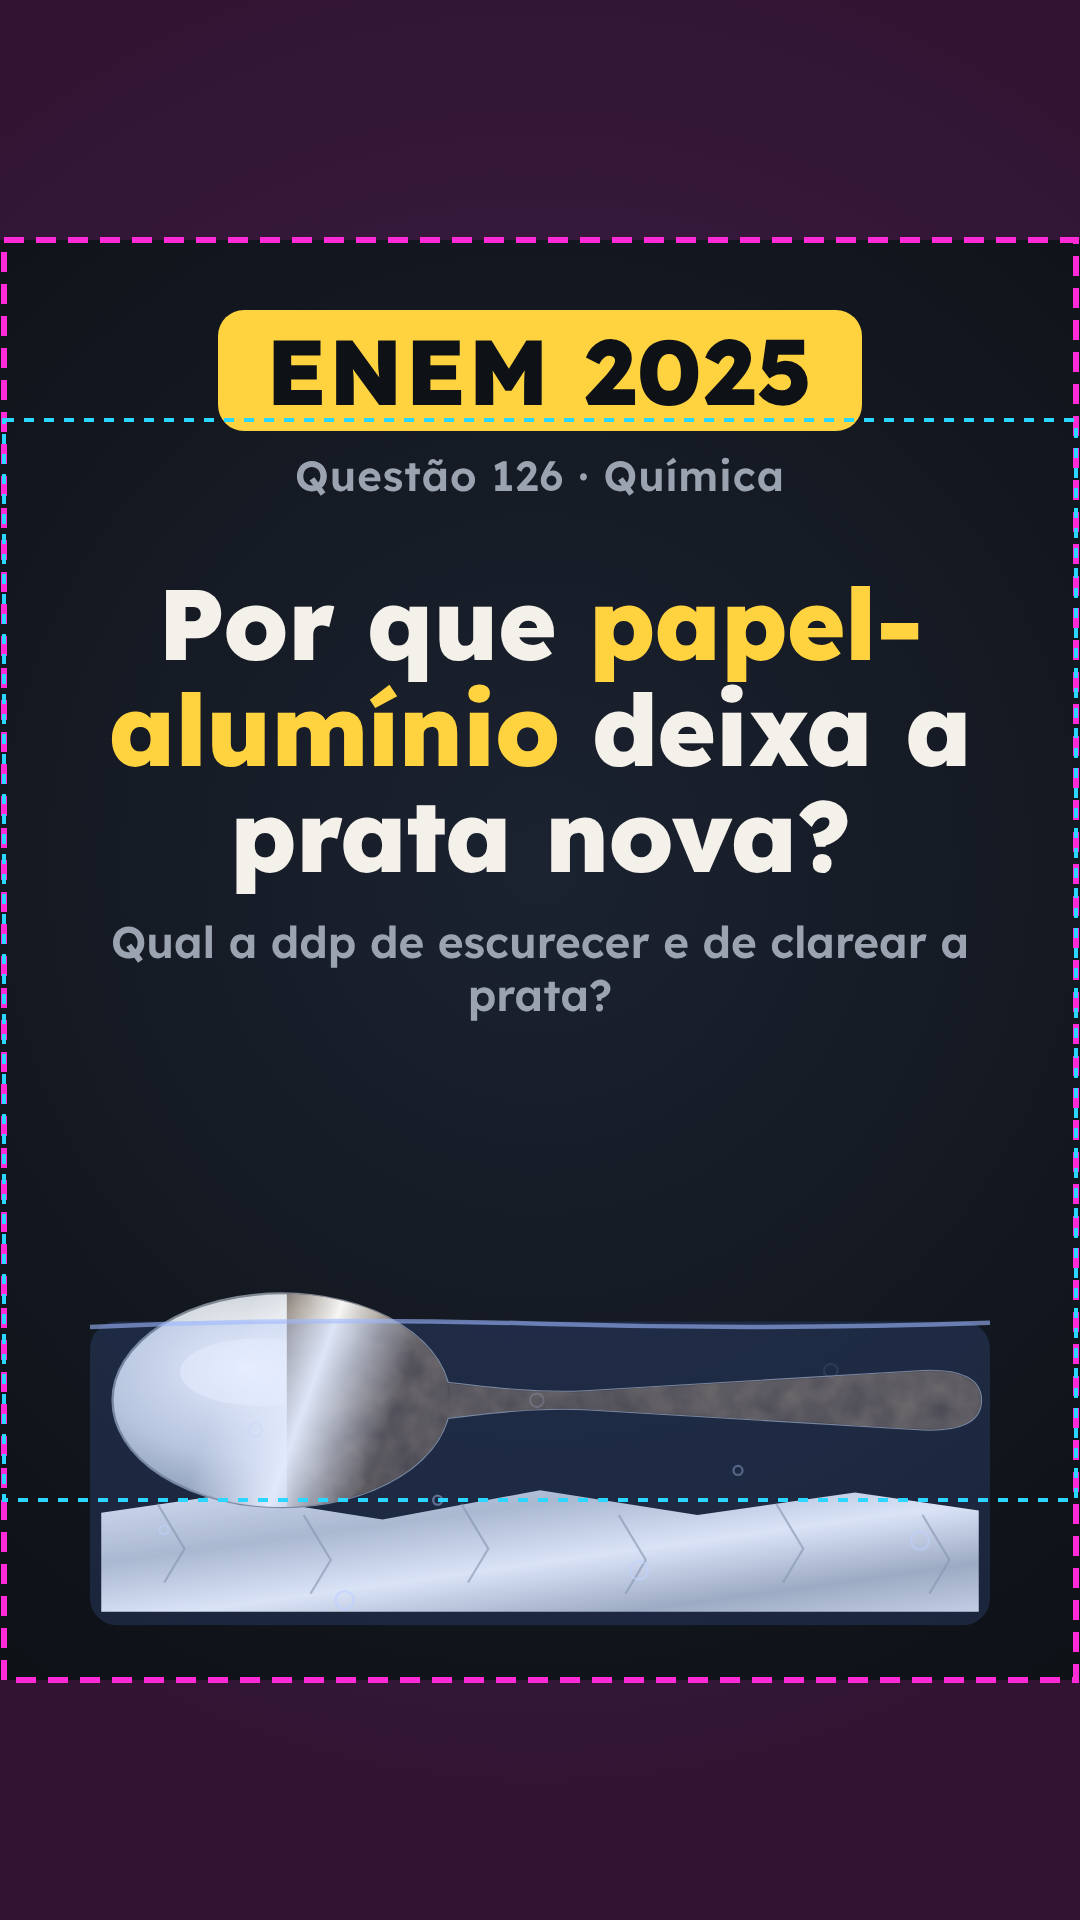 ENEM 2025
Questão 126 · Química
Por que papel-
alumínio deixa a
prata nova?
Qual a ddp de escurecer e de clarear a
prata?